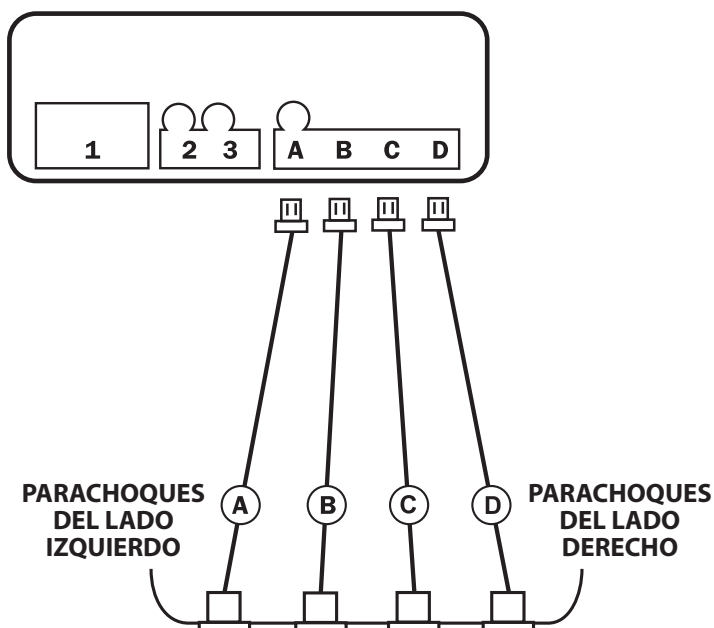 1 2 3 A B C D
A B C D
PARACHOQUES
DEL LADO
IZQUIERDO
PARACHOQUES
DEL LADO
DERECHO